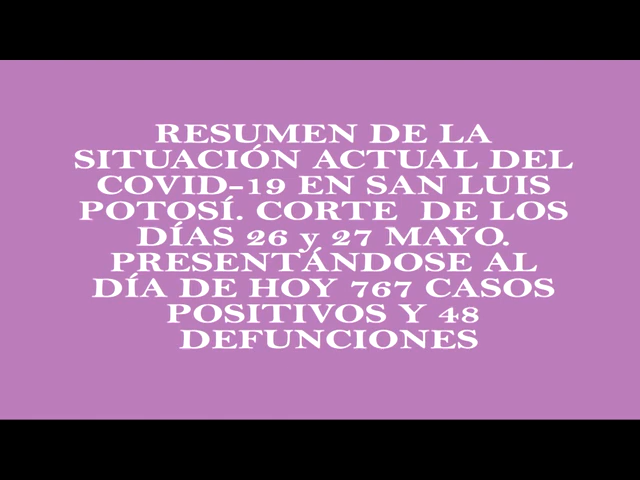 RESUMEN DE LA
SITUACIÓN ACTUAL DEL
COVID-19 EN SAN LUIS
POTOSÍ. CORTE  DE LOS
DÍAS 26 y 27 MAYO.
PRESENTÁNDOSE AL
DÍA DE HOY 767 CASOS
POSITIVOS Y 48
DEFUNCIONES